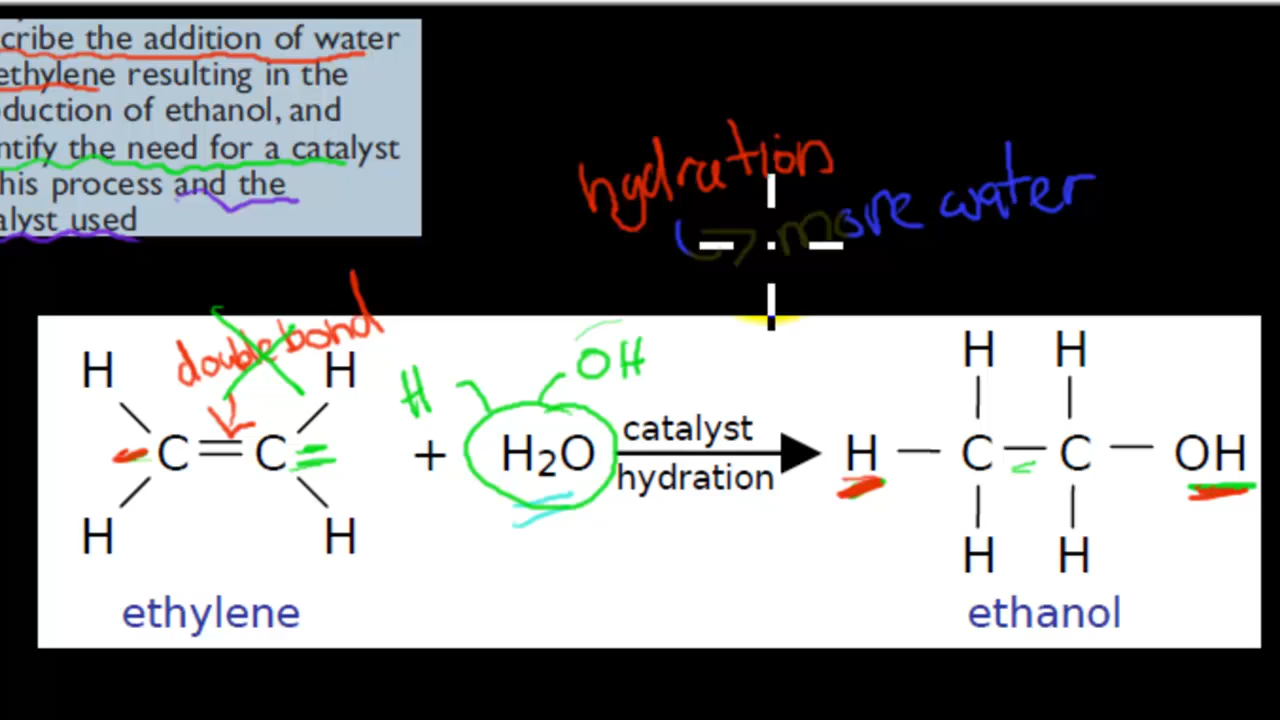 cribe the addition of water
ethylene resulting in the
duction of ethanol, and
ntify the need for a catalyst
his process and the
alyst used
hydration
more water
double bond
H H H OH H H
C = C + H₂O catalyst H — C — C — OH
hydration
H H H H
ethylene ethanol